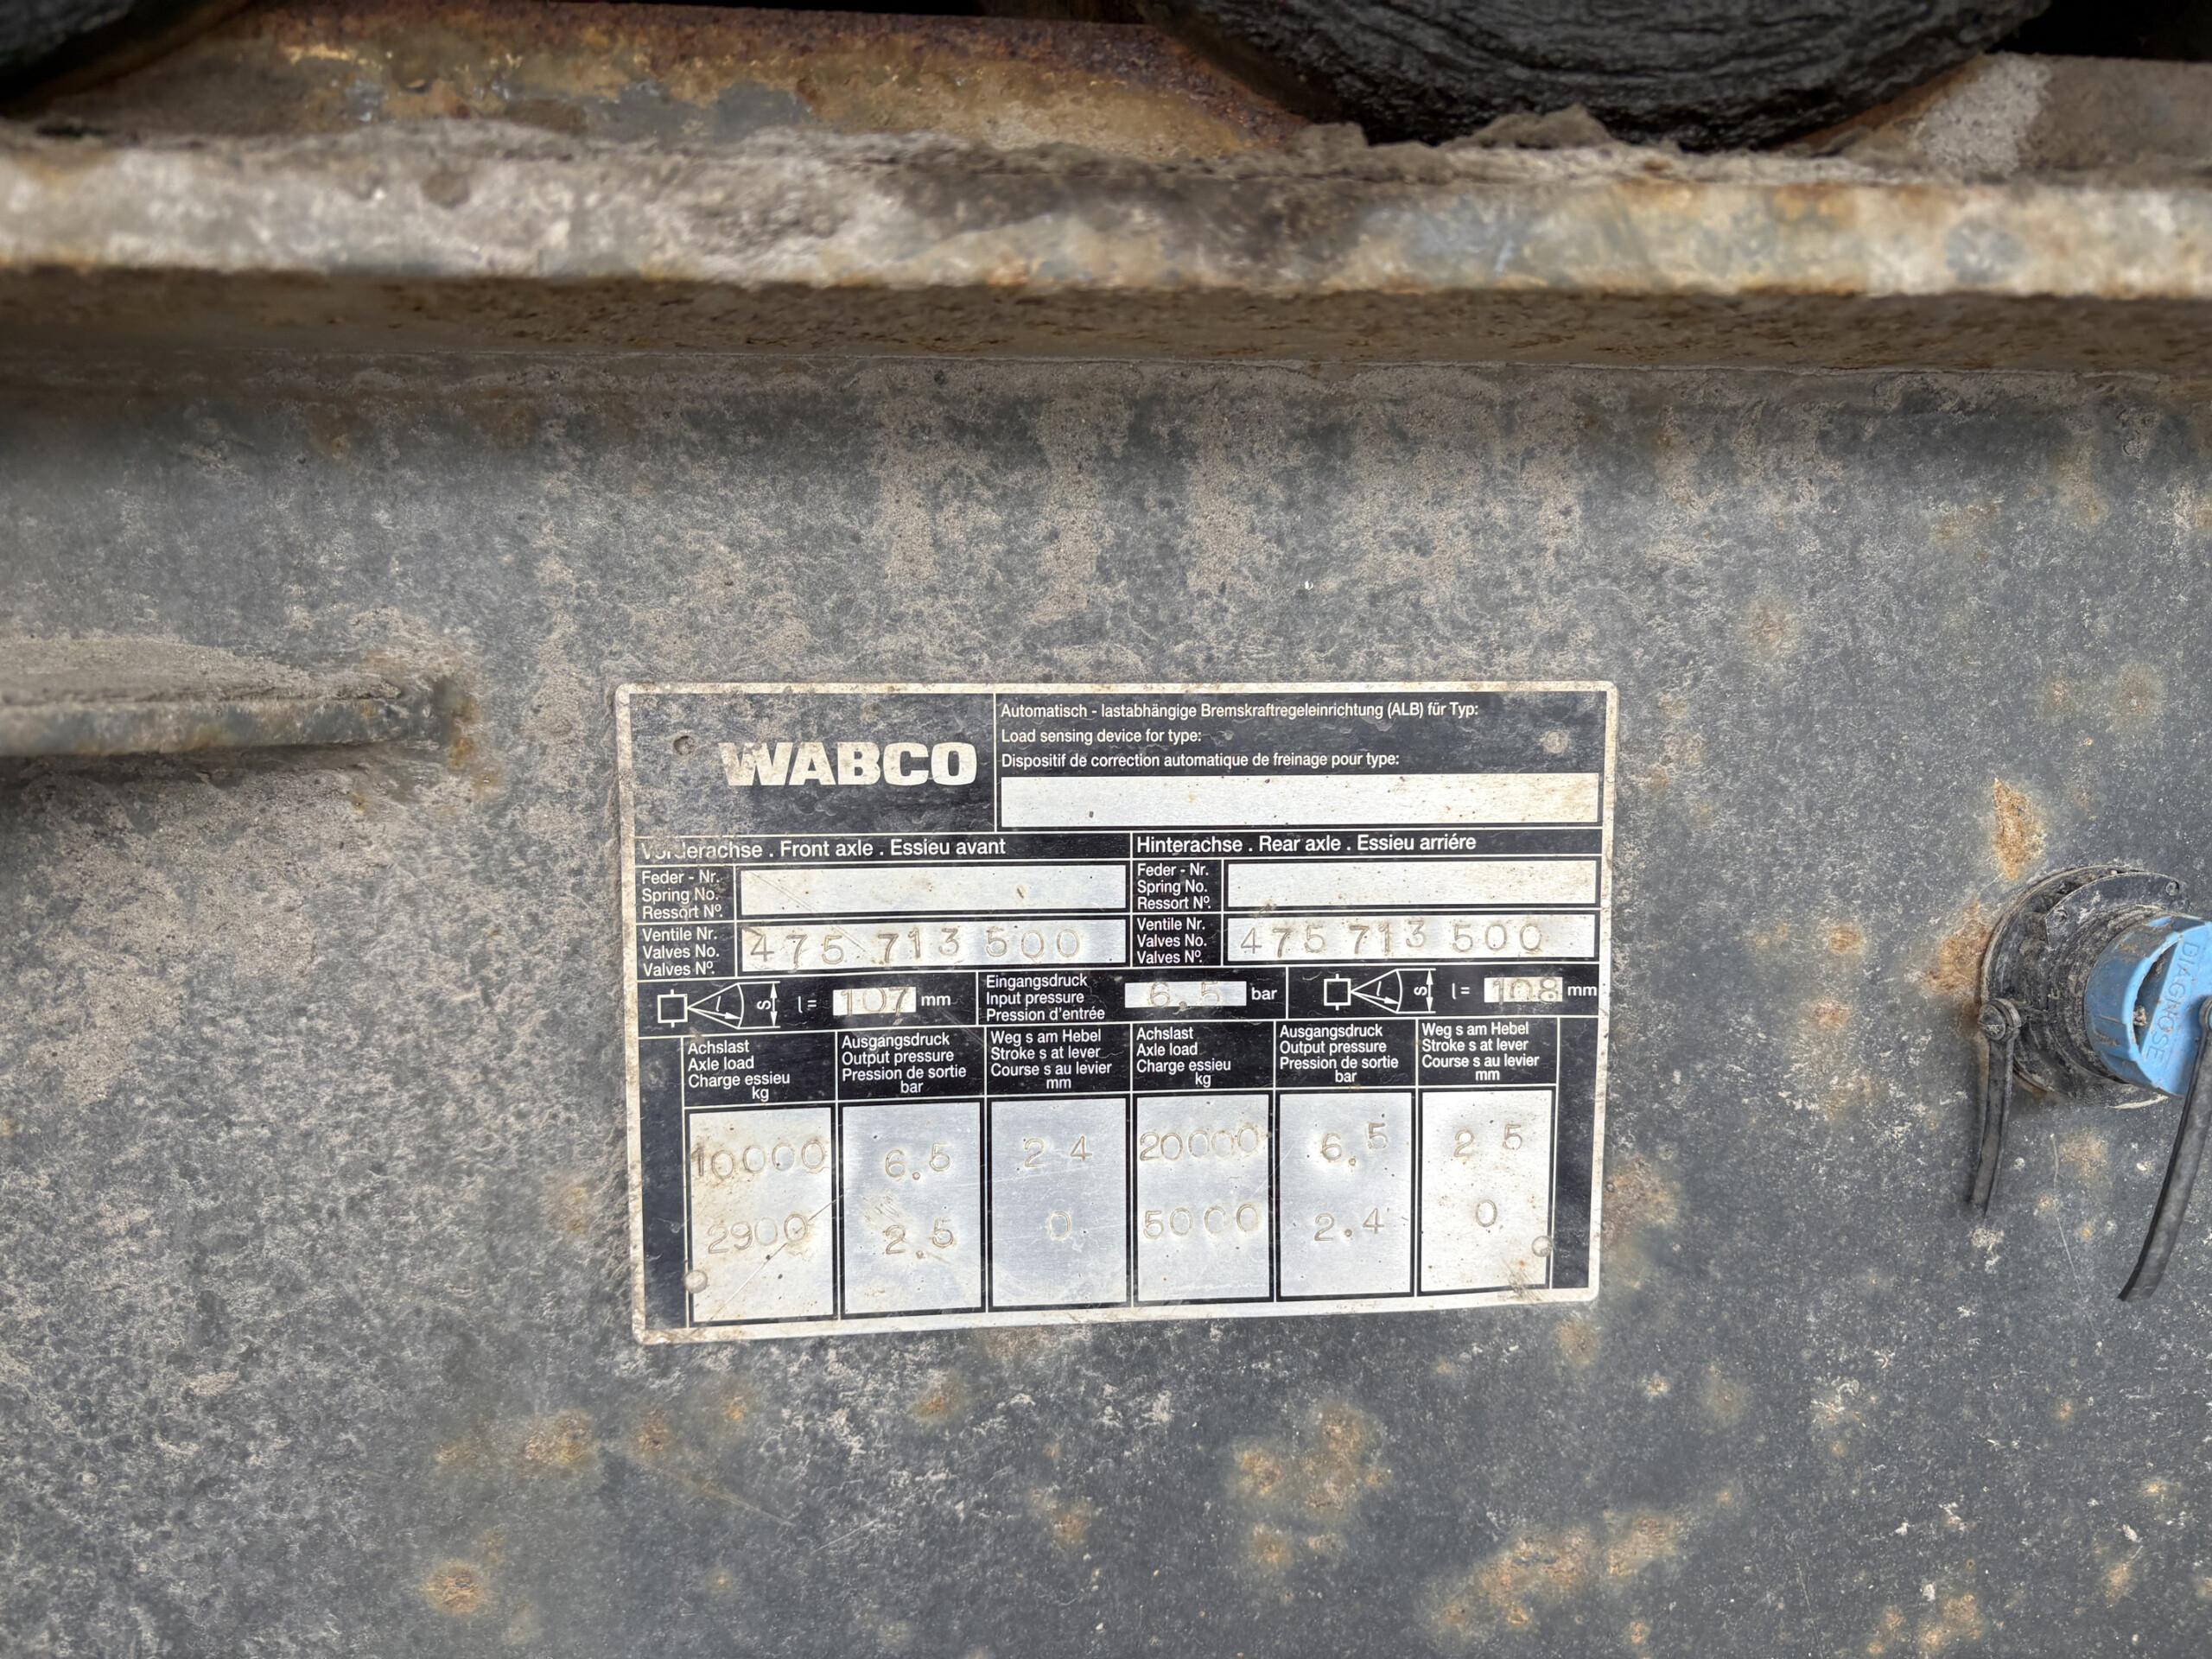 WABCO
Automatisch - lastabhängige Bremskraftregeleinrichtung (ALB) für Typ:
Load sensing device for type:
Dispositif de correction automatique de freinage pour type:
Vorderachse . Front axle . Essieu avant
Hinterachse . Rear axle . Essieu arriére
Feder - Nr.
Spring No.
Ressort Nº.
Feder - Nr.
Spring No.
Ressort Nº.
Ventile Nr.
Valves No.
Valves Nº.
475 713 500
Ventile Nr.
Valves No.
Valves Nº.
475 713 500
S l = 107 mm
Eingangsdruck
Input pressure
Pression d'entrée
6.5 bar
S l = 108 mm
Achslast
Axle load
Charge essieu
kg
Ausgangsdruck
Output pressure
Pression de sortie
bar
Weg s am Hebel
Stroke s at lever
Course s au levier
mm
Achslast
Axle load
Charge essieu
kg
Ausgangsdruck
Output pressure
Pression de sortie
bar
Weg s am Hebel
Stroke s at lever
Course s au levier
mm
10000 6.5 24 20000 6.5 25
2900 2.5 0 5000 2.4 0
DIAGNOSE